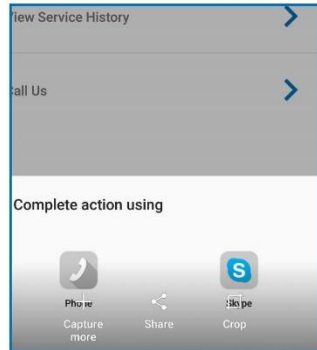 iew Service History
all Us
Complete action using
Phone
Skype
Capture
more
Share
Crop